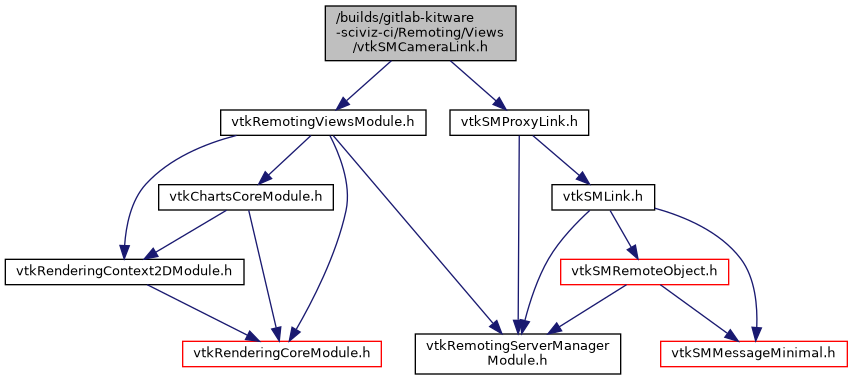 /builds/gitlab-kitware
-sciviz-ci/Remoting/Views
/vtkSMCameraLink.h
vtkRemotingViewsModule.h
vtkSMProxyLink.h
vtkChartsCoreModule.h
vtkSMLink.h
vtkRenderingContext2DModule.h
vtkSMRemoteObject.h
vtkRenderingCoreModule.h
vtkRemotingServerManager
Module.h
vtkSMMessageMinimal.h